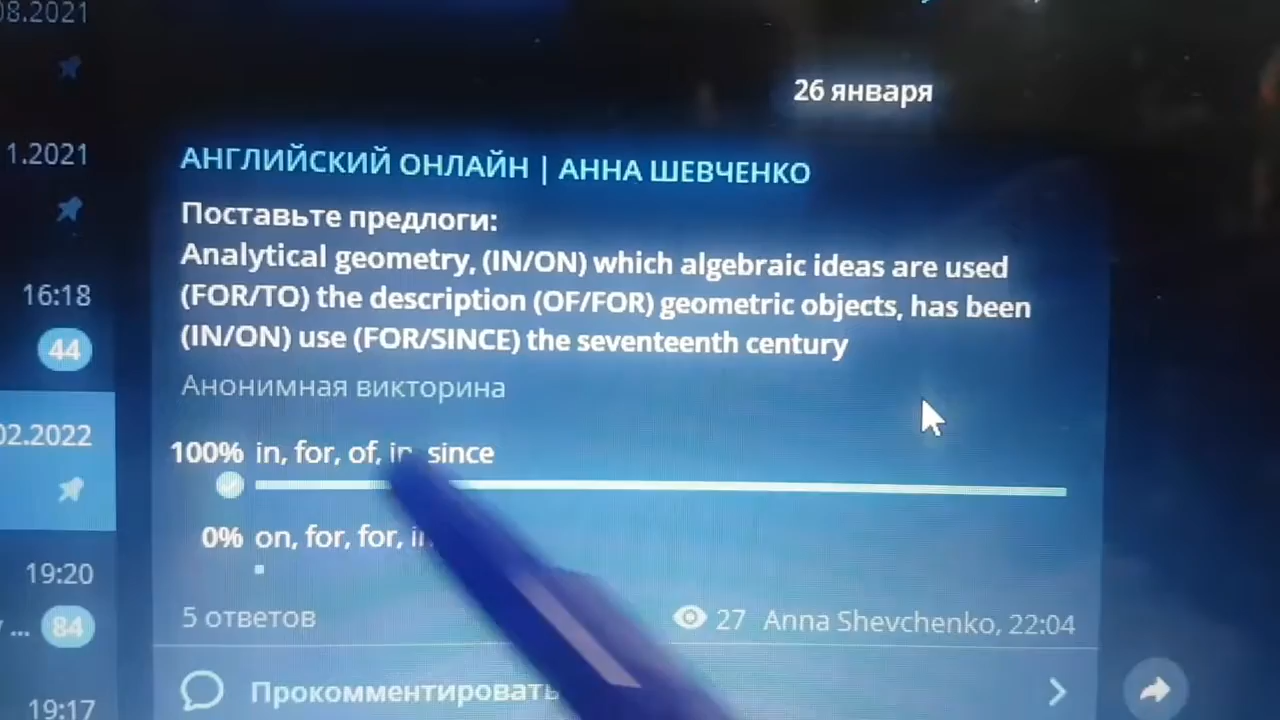 08.2021
26 января
1.2021
АНГЛИЙСКИЙ ОНЛАЙН | АННА ШЕВЧЕНКО
Поставьте предлоги:
Analytical geometry, (IN/ON) which algebraic ideas are used
(FOR/TO) the description (OF/FOR) geometric objects, has been
(IN/ON) use (FOR/SINCE) the seventeenth century
16:18
44
Анонимная викторина
02.2022
100% in, for, of, in, since
0% on, for, for,
19:20
84
5 ответов
27 Anna Shevchenko, 22:04
Прокомментировать
19:17